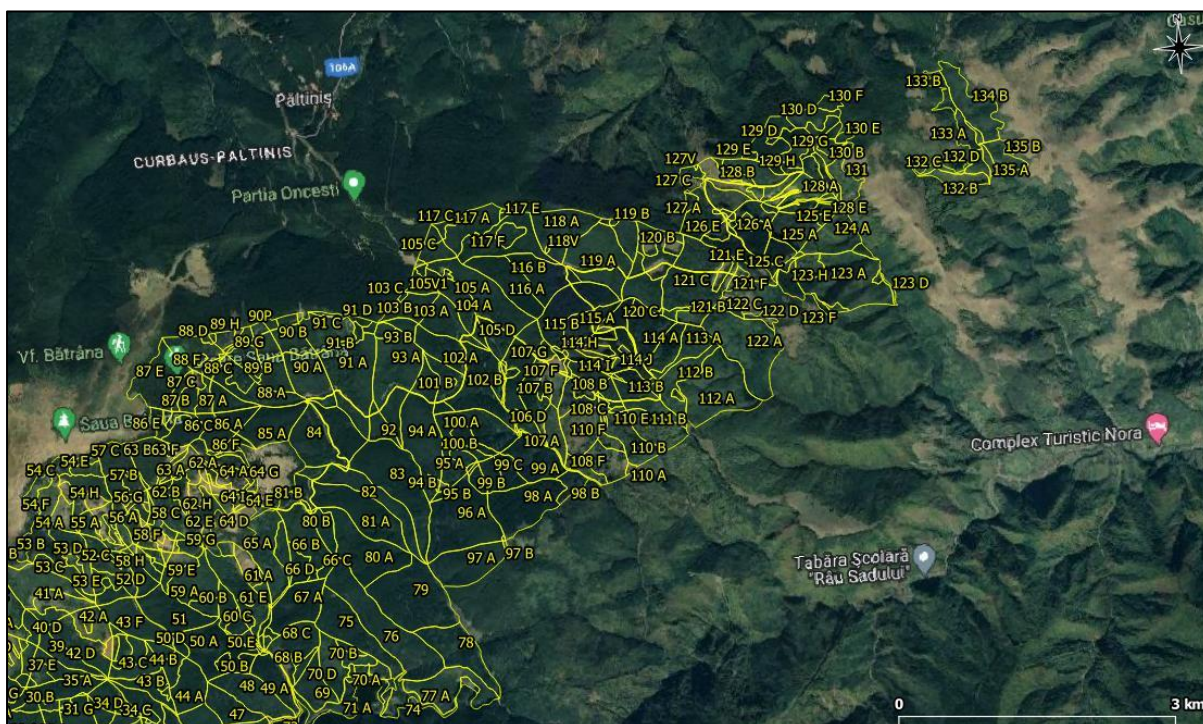 N
106A
Păltiniș
CURBAUS-PALTINIS
Partia Oncesti
133 B
134 B
130 F
130 D
129 D
130 E
133 A
129 G
135 B
129 E
130 B
127V
129 H
132 C
132 D
131
135 A
128 B
127 C
132 B
128 A
117 E
127 A
128 E
117 C
117 A
118 A
119 B
125 E
126 E
126 A
124 A
125 A
117 F
118V
120 B
105 C
121 E
119 A
125 C
116 B
123 H
123 A
105V1
121 C
121 F
123 D
103 C
105 A
116 A
104 A
121 B
122 C
91 D
103 B
103 A
120 C
122 D
123 F
90P
115 A
89 H
91 C
115 B
88 D
90 B
105 D
93 B
114 A
113 A
122 A
89 G
91 B
114 H
Vf. Bătrâna
107 G
88 F
93 A
102 A
114 J
91 A
87 E
88 C
89 B
90 A
107 F
112 B
87 C
101 B
102 B
107 B
108 B
113 B
88 A
87 B
87 A
112 A
108 C
106 D
110 E
111 B
86 E
86 C
86 A
100 A
92
94 A
110 F
85 A
84
107 A
100 B
57 C
63 B
63 F
86 F
110 B
Complex Turistic Nora
54 E
62 A
95 A
99 C
108 F
54 C
63 A
64 A
64 G
99 A
57 B
83
110 A
94 B
99 B
54 H
62 B
81 B
82
95 B
56 G
64 E
98 A
98 B
54 F
62 H
58 C
96 A
56 A
54 A
55 A
62 E
64 D
80 B
81 A
58 F
59 G
53 B
65 A
66 B
53 D
97 B
52 C
58 H
80 A
97 A
66 C
Tabăra Școlară
"Râu Sadului"
53 C
59 E
66 D
61 A
53 E
52 D
79
41 A
59 A
60 B
61 E
67 A
42 A
60 C
43 F
51
75
40 D
68 C
76
50 D
50 A
50 E
78
39
42 D
70 B
68 B
37 E
43 C
44 B
50 B
70 D
35 A
43 B
70 A
48
49 A
69
30 B
44 A
77 A
34 D
31 G
34 C
71 A
74
47
0
3 km